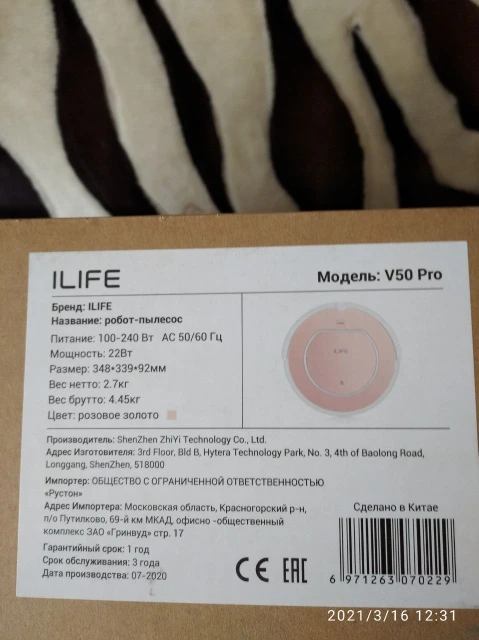 ILIFE
Модель: V50 Pro
Бренд: ILIFE
Название: робот-пылесос
Питание: 100-240 Вт AC 50/60 Гц
Мощность: 22Вт
Размер: 348*339*92мм
Вес нетто: 2.7кг
Вес брутто: 4.45кг
Цвет: розовое золото
ILIFE
Производитель: ShenZhen ZhiYi Technology Co., Ltd.
Адрес Изготовителя: 3rd Floor, Bld B, Hytera Technology Park, No. 3, 4th of Baolong Road,
Longgang, ShenZhen, 518000
Импортер: ОБЩЕСТВО С ОГРАНИЧЕННОЙ ОТВЕТСТВЕННОСТЬЮ
«Рустон»
Адрес Импортера: Московская область, Красногорский р-н,
п/о Путилково, 69-й км МКАД, офисно -общественный
комплекс ЗАО «Гринвуд» стр. 17
Гарантийный срок: 1 год
Срок обслуживания: 3 года
Дата производства: 07-2020
CE EAC
Сделано в Китае
6 971263 070229
2021/3/16 12:31